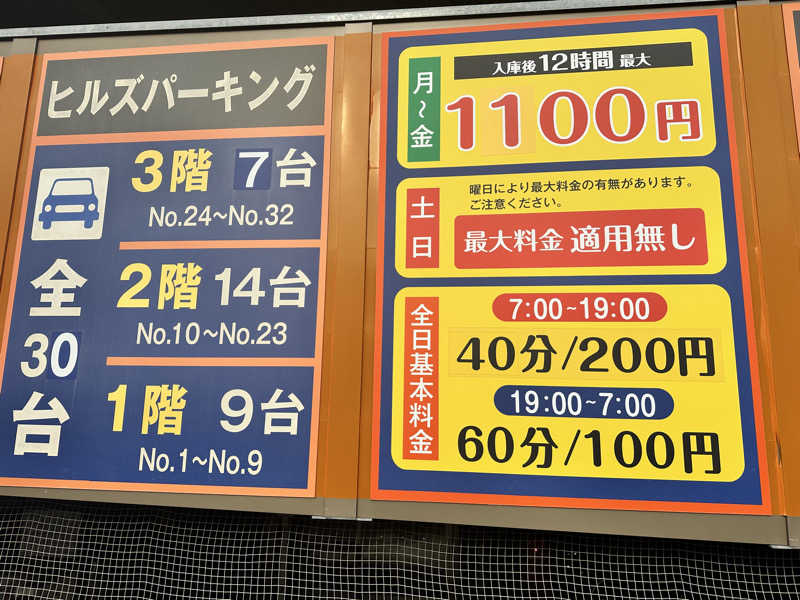 ヒルズパーキング
3階 7台
No.24~No.32
2階 14台
No.10~No.23
1階 9台
No.1~No.9
全
30
台
月~金
入庫後12時間 最大
1100円
土日
曜日により最大料金の有無があります。
ご注意ください。
最大料金 適用無し
全日基本料金
7:00~19:00
40分/200円
19:00~7:00
60分/100円